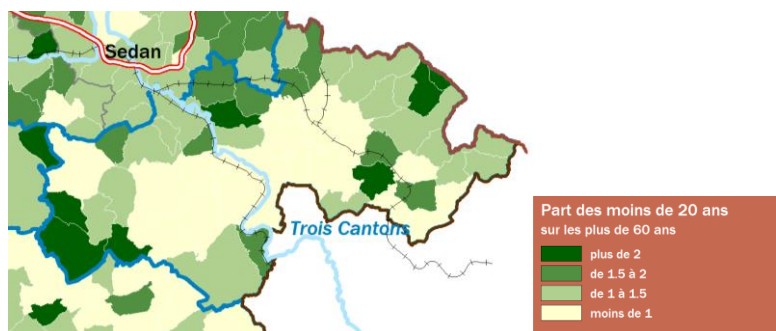 Sedan
Trois Cantons
Part des moins de 20 ans
sur les plus de 60 ans
plus de 2
de 1.5 à 2
de 1 à 1.5
moins de 1